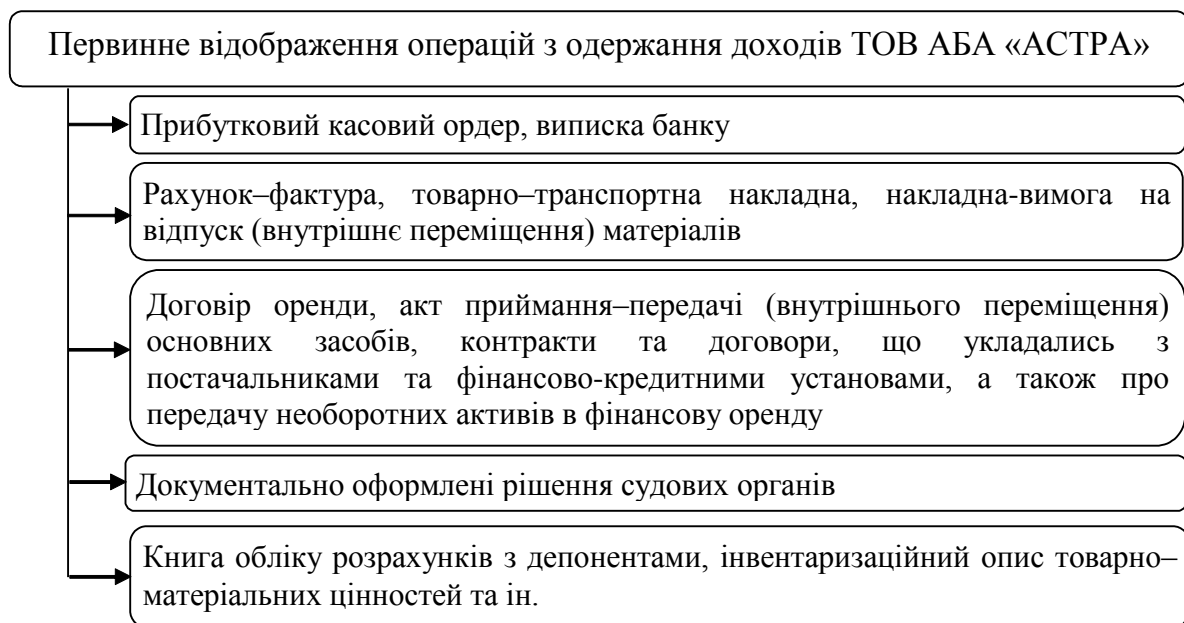 Первинне відображення операцій з одержання доходів ТОВ АБА «АСТРА»
Прибутковий касовий ордер, виписка банку
Рахунок–фактура, товарно–транспортна накладна, накладна-вимога на
відпуск (внутрішнє переміщення) матеріалів
Договір оренди, акт приймання–передачі (внутрішнього переміщення)
основних засобів, контракти та договори, що укладались з
постачальниками та фінансово-кредитними установами, а також про
передачу необоротних активів в фінансову оренду
Документально оформлені рішення судових органів
Книга обліку розрахунків з депонентами, інвентаризаційний опис товарно–
матеріальних цінностей та ін.